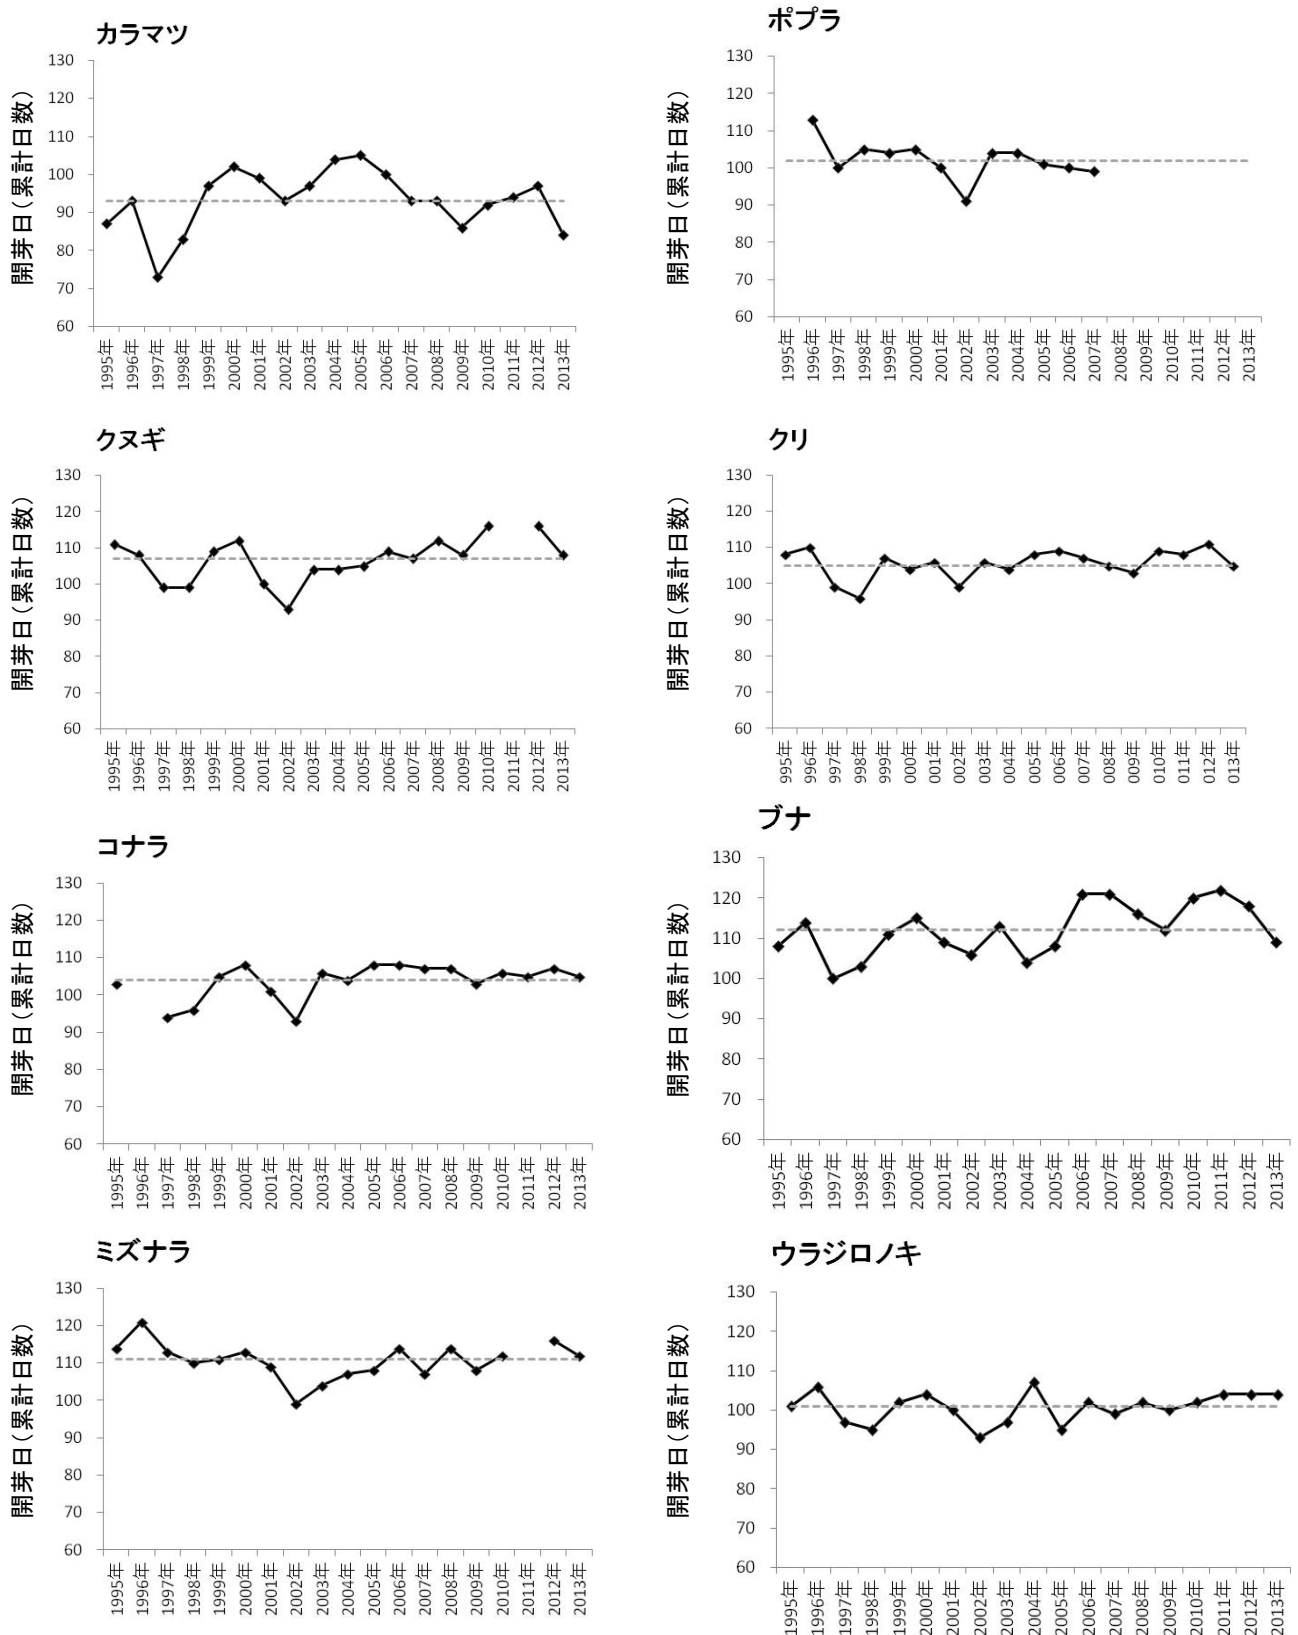 カラマツ
開芽日(累計日数)
130
120
110
100
90
80
70
60
1995年
1996年
1997年
1998年
1999年
2000年
2001年
2002年
2003年
2004年
2005年
2006年
2007年
2008年
2009年
2010年
2011年
2012年
2013年
ポプラ
開芽日(累計日数)
130
120
110
100
90
80
70
60
1995年
1996年
1997年
1998年
1999年
2000年
2001年
2002年
2003年
2004年
2005年
2006年
2007年
2008年
2009年
2010年
2011年
2012年
2013年
クヌギ
開芽日(累計日数)
130
120
110
100
90
80
70
60
1995年
1996年
1997年
1998年
1999年
2000年
2001年
2002年
2003年
2004年
2005年
2006年
2007年
2008年
2009年
2010年
2011年
2012年
2013年
クリ
開芽日(累計日数)
130
120
110
100
90
80
70
60
995年
996年
997年
998年
999年
000年
001年
002年
003年
004年
005年
006年
007年
008年
009年
010年
011年
012年
013年
コナラ
開芽日(累計日数)
130
120
110
100
90
80
70
60
1995年
1996年
1997年
1998年
1999年
2000年
2001年
2002年
2003年
2004年
2005年
2006年
2007年
2008年
2009年
2010年
2011年
2012年
2013年
ブナ
開芽日(累計日数)
130
120
110
100
90
80
70
60
1995年
1996年
1997年
1998年
1999年
2000年
2001年
2002年
2003年
2004年
2005年
2006年
2007年
2008年
2009年
2010年
2011年
2012年
2013年
ミズナラ
開芽日(累計日数)
130
120
110
100
90
80
70
60
1995年
1996年
1997年
1998年
1999年
2000年
2001年
2002年
2003年
2004年
2005年
2006年
2007年
2008年
2009年
2010年
2011年
2012年
2013年
ウラジロノキ
開芽日(累計日数)
130
120
110
100
90
80
70
60
1995年
1996年
1997年
1998年
1999年
2000年
2001年
2002年
2003年
2004年
2005年
2006年
2007年
2008年
2009年
2010年
2011年
2012年
2013年